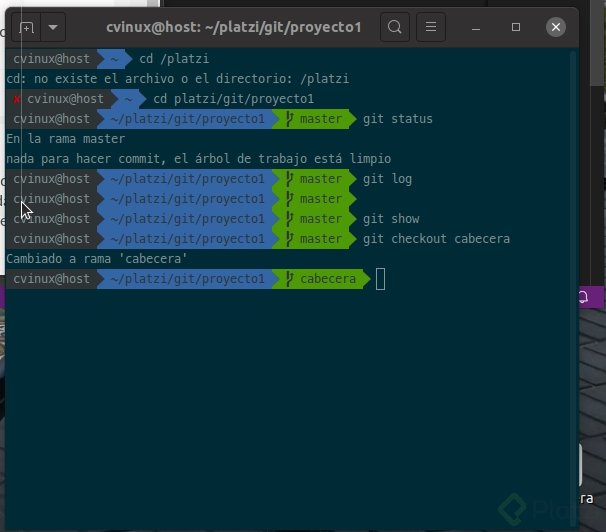 cvinux@host: ~/platzi/git/proyecto1
cvinux@host ~ cd /platzi
cd: no existe el archivo o el directorio: /platzi
✘ cvinux@host ~ cd platzi/git/proyecto1
cvinux@host ~/platzi/git/proyecto1 master git status
En la rama master
nada para hacer commit, el árbol de trabajo está limpio
cvinux@host ~/platzi/git/proyecto1 master git log
cvinux@host ~/platzi/git/proyecto1 master
cvinux@host ~/platzi/git/proyecto1 master git show
cvinux@host ~/platzi/git/proyecto1 master git checkout cabecera
Cambiado a rama 'cabecera'
cvinux@host ~/platzi/git/proyecto1 cabecera